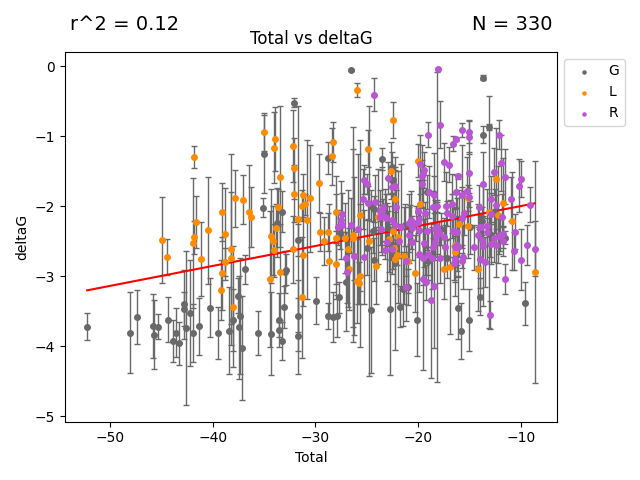 r^2 = 0.12
N = 330
Total vs deltaG
G
L
R
deltaG
0
−1
−2
−3
−4
−5
−50
−40
−30
−20
−10
Total